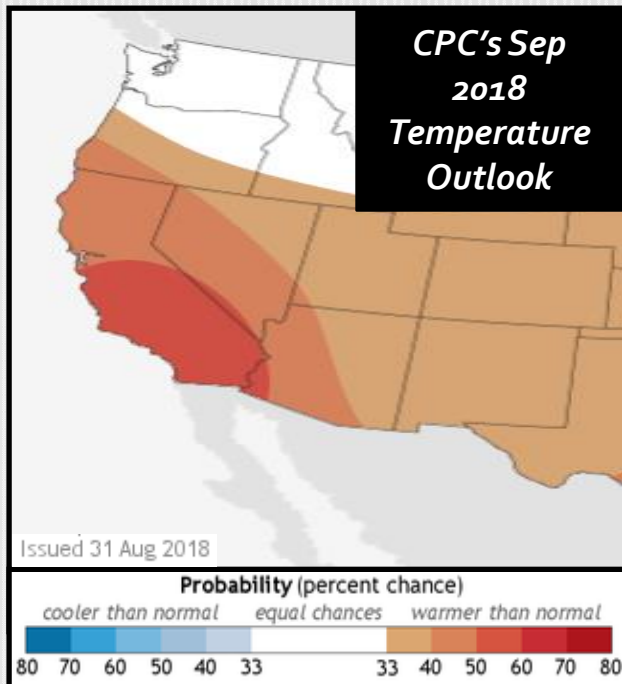 CPC’s Sep
2018
Temperature
Outlook
Issued 31 Aug 2018
Probability (percent chance)
cooler than normal equal chances warmer than normal
80 70 60 50 40 33 33 40 50 60 70 80